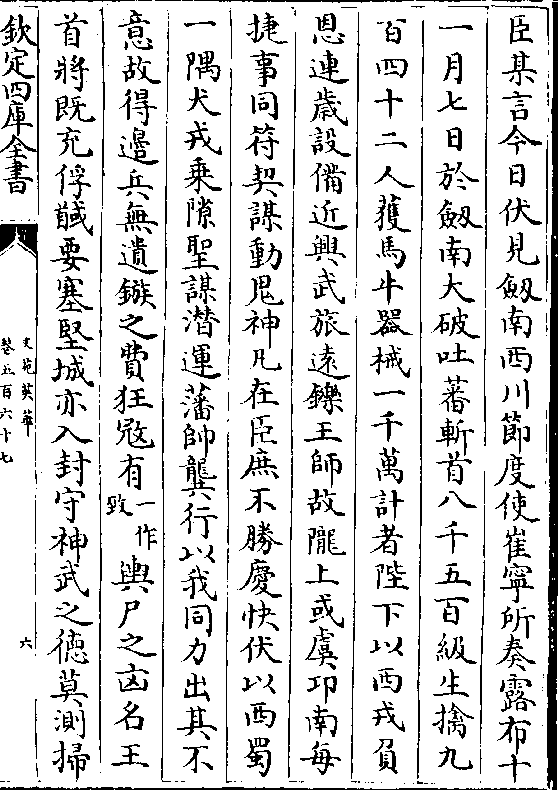 臣某言今日伏見劔南西川節度使崔寧所奏露布十
一月七日於劔南大破吐蕃斬首八千五百級生擒九
百四十二人獲馬牛器械一千萬計者陛下以西戎負
恩連歳設備近興武旅逺鑠王師故隴上或虞卭南每
捷事同符契謀動鬼神凡在臣庶不勝慶快伏以西蜀
一隅犬戎乗隙聖謀潜運藩帥龔行以我同力出其不
意故得邊兵無遺鏃之費狂寇有一作致輿尸之凶名王
首將既充俘馘要塞堅城亦入封守神武之德莫測掃
欽定四庫全書
文苑英華
卷五百六十七
六